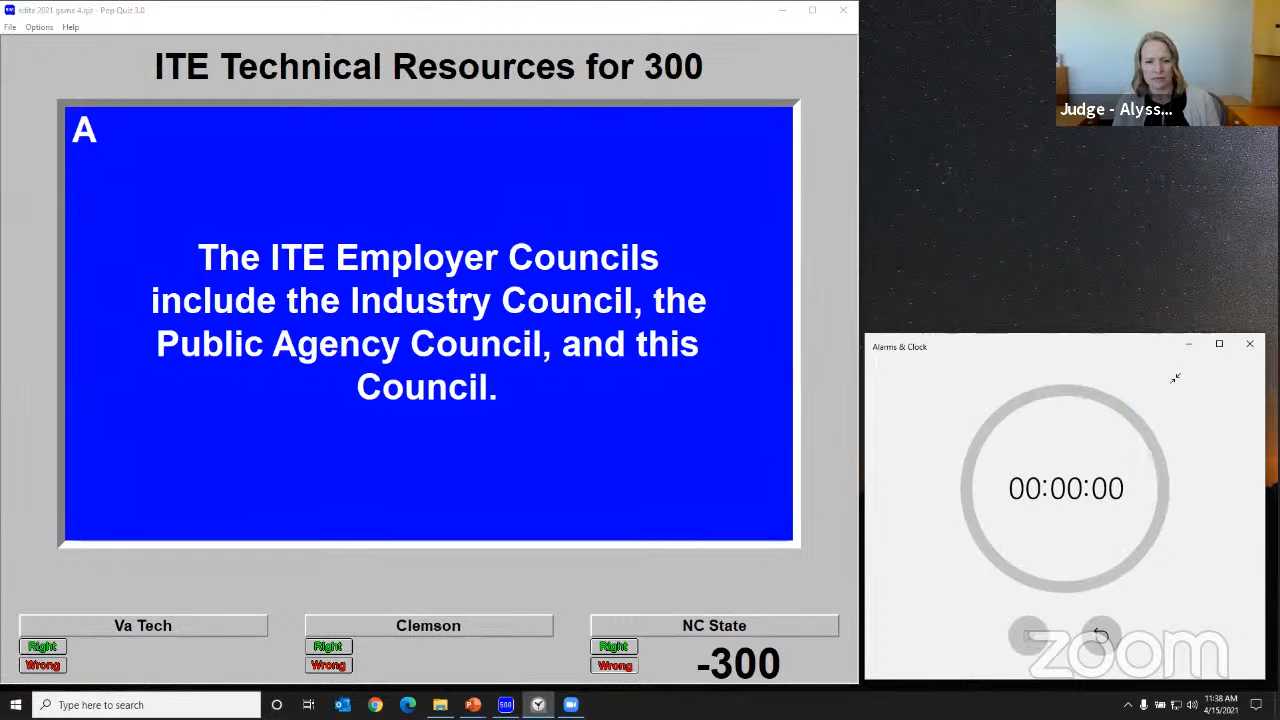 sdite 2021 game 4.qiz - Pop Quiz 3.0
File Options Help
ITE Technical Resources for 300
A
The ITE Employer Councils
include the Industry Council, the
Public Agency Council, and this
Council.
Va Tech
Right
Wrong
Clemson
Right
Wrong
NC State
Right
Wrong
-300
Judge - Alyss...
Alarms & Clock
00:00:00
zoom
Type here to search
500
11:38 AM
4/15/2021